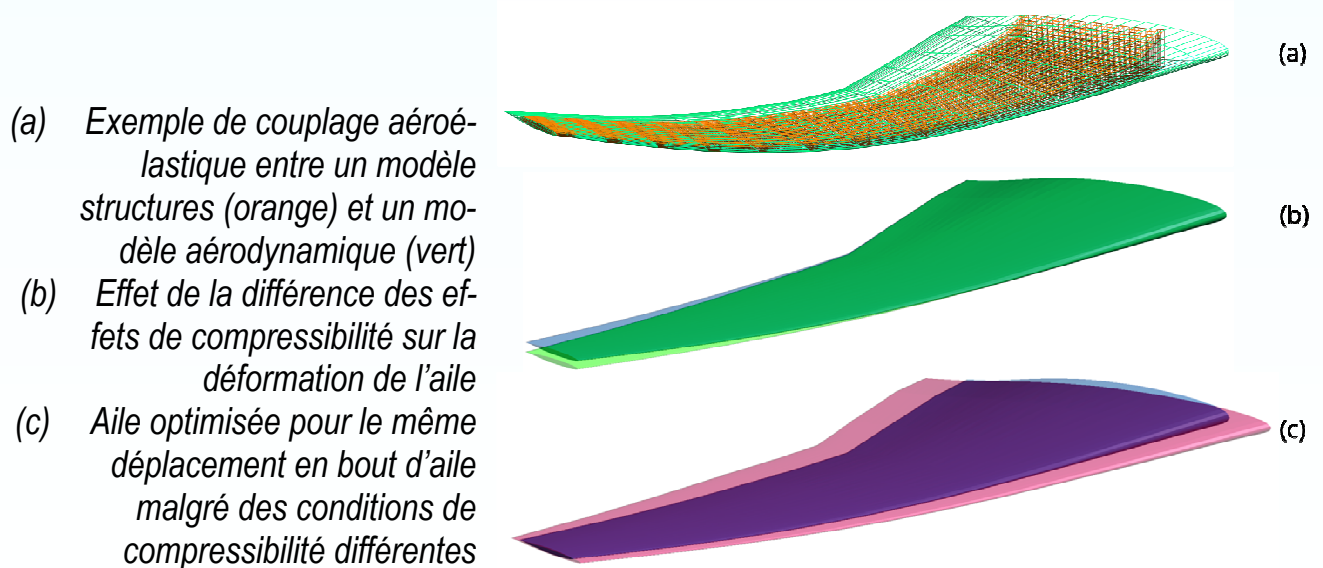 (a) Exemple de couplage aéroé-
lastique entre un modèle
structures (orange) et un mo-
dèle aérodynamique (vert)
(b) Effet de la différence des ef-
fets de compressibilité sur la
déformation de l'aile
(c) Aile optimisée pour le même
déplacement en bout d'aile
malgré des conditions de
compressibilité différentes
(a)
(b)
(c)